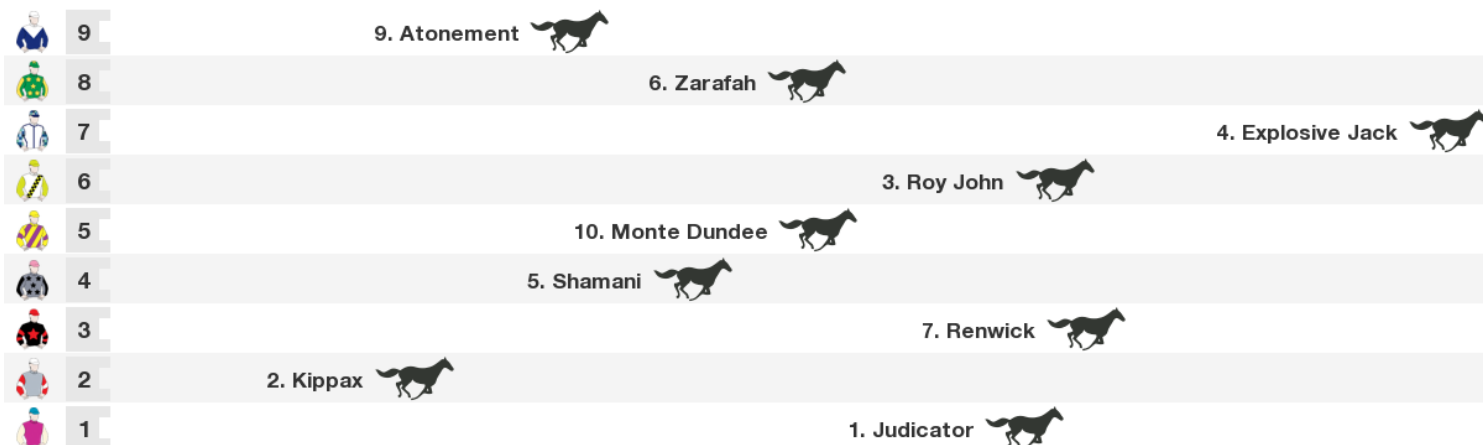 9 9. Atonement
8 6. Zarafah
7 4. Explosive Jack
6 3. Roy John
5 10. Monte Dundee
4 5. Shamani
3 7. Renwick
2 2. Kippax
1 1. Judicator